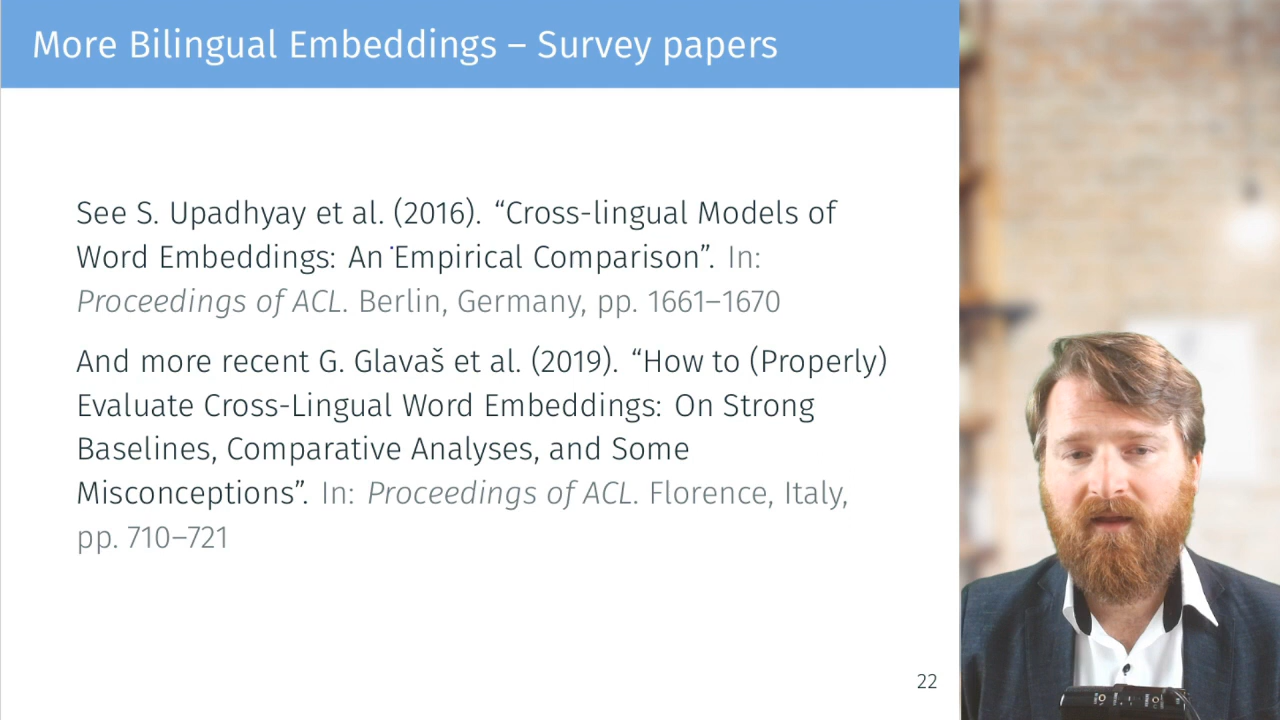 More Bilingual Embeddings – Survey papers
See S. Upadhyay et al. (2016). “Cross-lingual Models of
Word Embeddings: An Empirical Comparison”. In:
Proceedings of ACL. Berlin, Germany, pp. 1661–1670
And more recent G. Glavaš et al. (2019). “How to (Properly)
Evaluate Cross-Lingual Word Embeddings: On Strong
Baselines, Comparative Analyses, and Some
Misconceptions”. In: Proceedings of ACL. Florence, Italy,
pp. 710–721
22